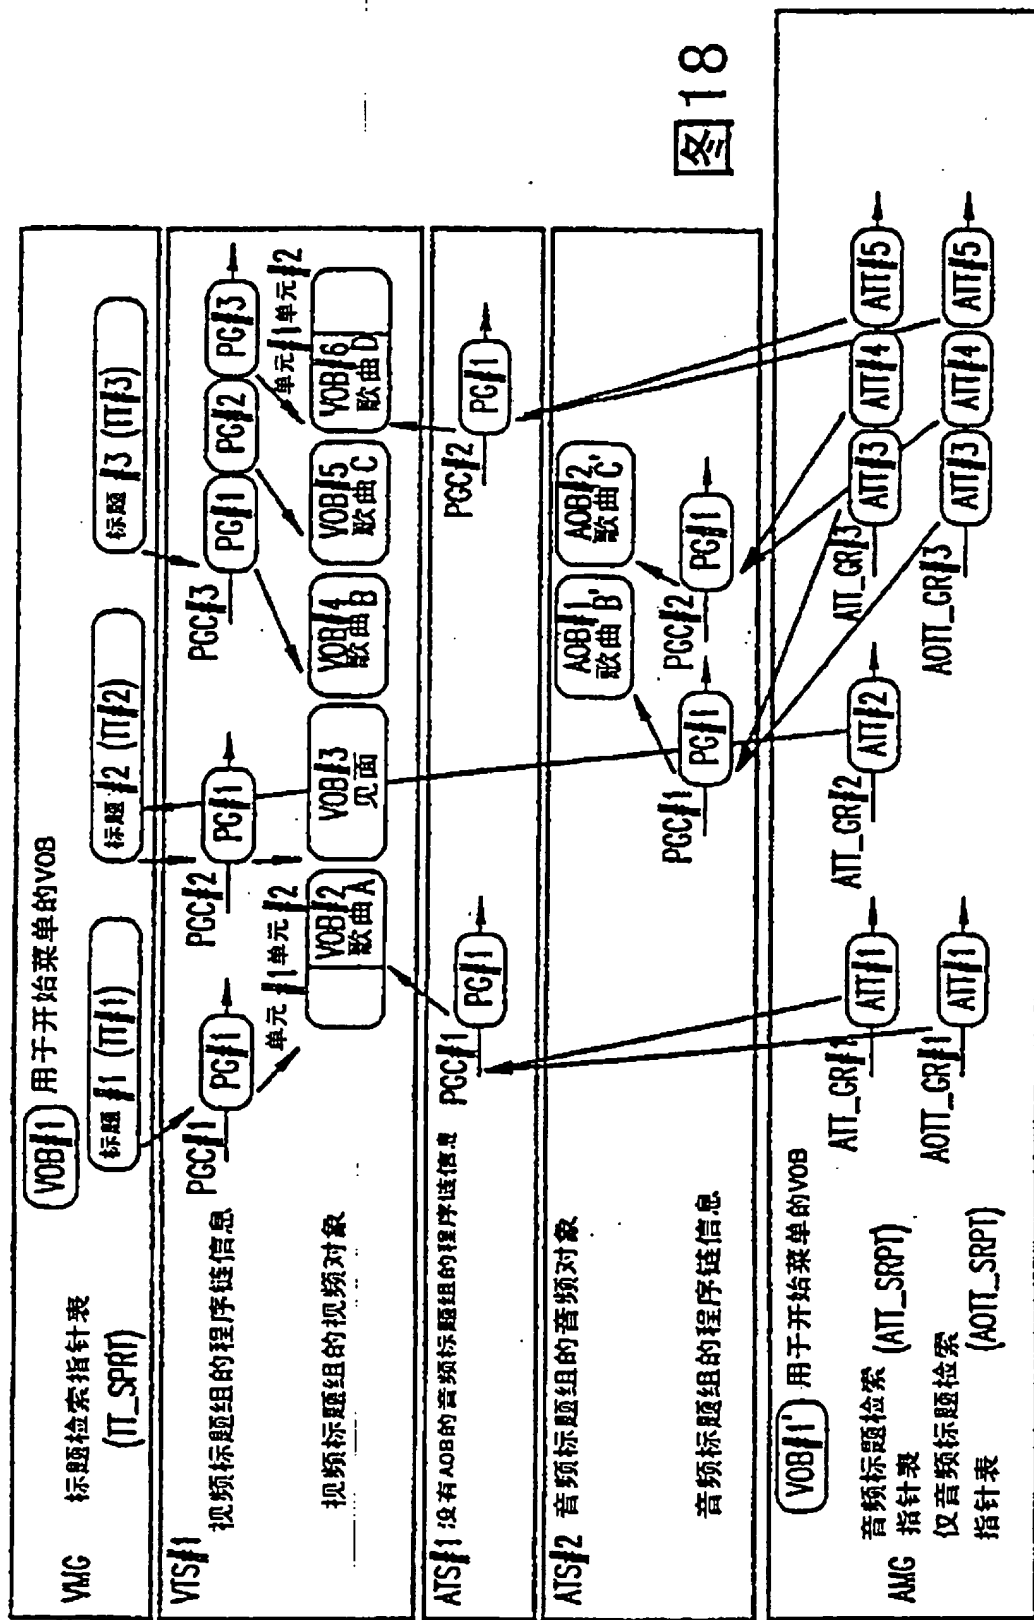 VOB#1 用于开始菜单的VOB
VMG 标题检索指针表
(TT_SPRT)
标题 #1 (TT#1)
标题 #2 (TT#2)
标题 #3 (TT#3)
VTS#1
视频标题组的程序链信息
PGC#1
PG#1
PGC#2
PG#1
PGC#3
PG#1
PG#2
PG#3
视频标题组的视频对象
单元 #1单元 #2
VOB#2
歌曲A
VOB#3
见面
VOB#4
歌曲B
VOB#5
歌曲 C
单元 #1单元 #2
VOB#6
歌曲 D
ATS#1 没有AOB的音频标题组的程序链信息
PGC#1
PG#1
PGC#2
PG#1
ATS#2 音频标题组的音频对象
AOB#1
歌曲 B'
AOB#2
歌曲 C'
音频标题组的程序链信息
PGC#1
PG#1
PGC#2
PG#1
VOB#1' 用于开始菜单的VOB
AMG
音频标题检索 (ATT_SRPT)
指针表
ATT_GR#1
ATT#1
ATT_GR#2
ATT#2
ATT_GR#3
ATT#3
ATT#4
ATT#5
仅音频标题检索
指针表 (AOTT_SRPT)
AOTT_GR#1
ATT#1
AOTT_GR#3
ATT#3
ATT#4
ATT#5
图18